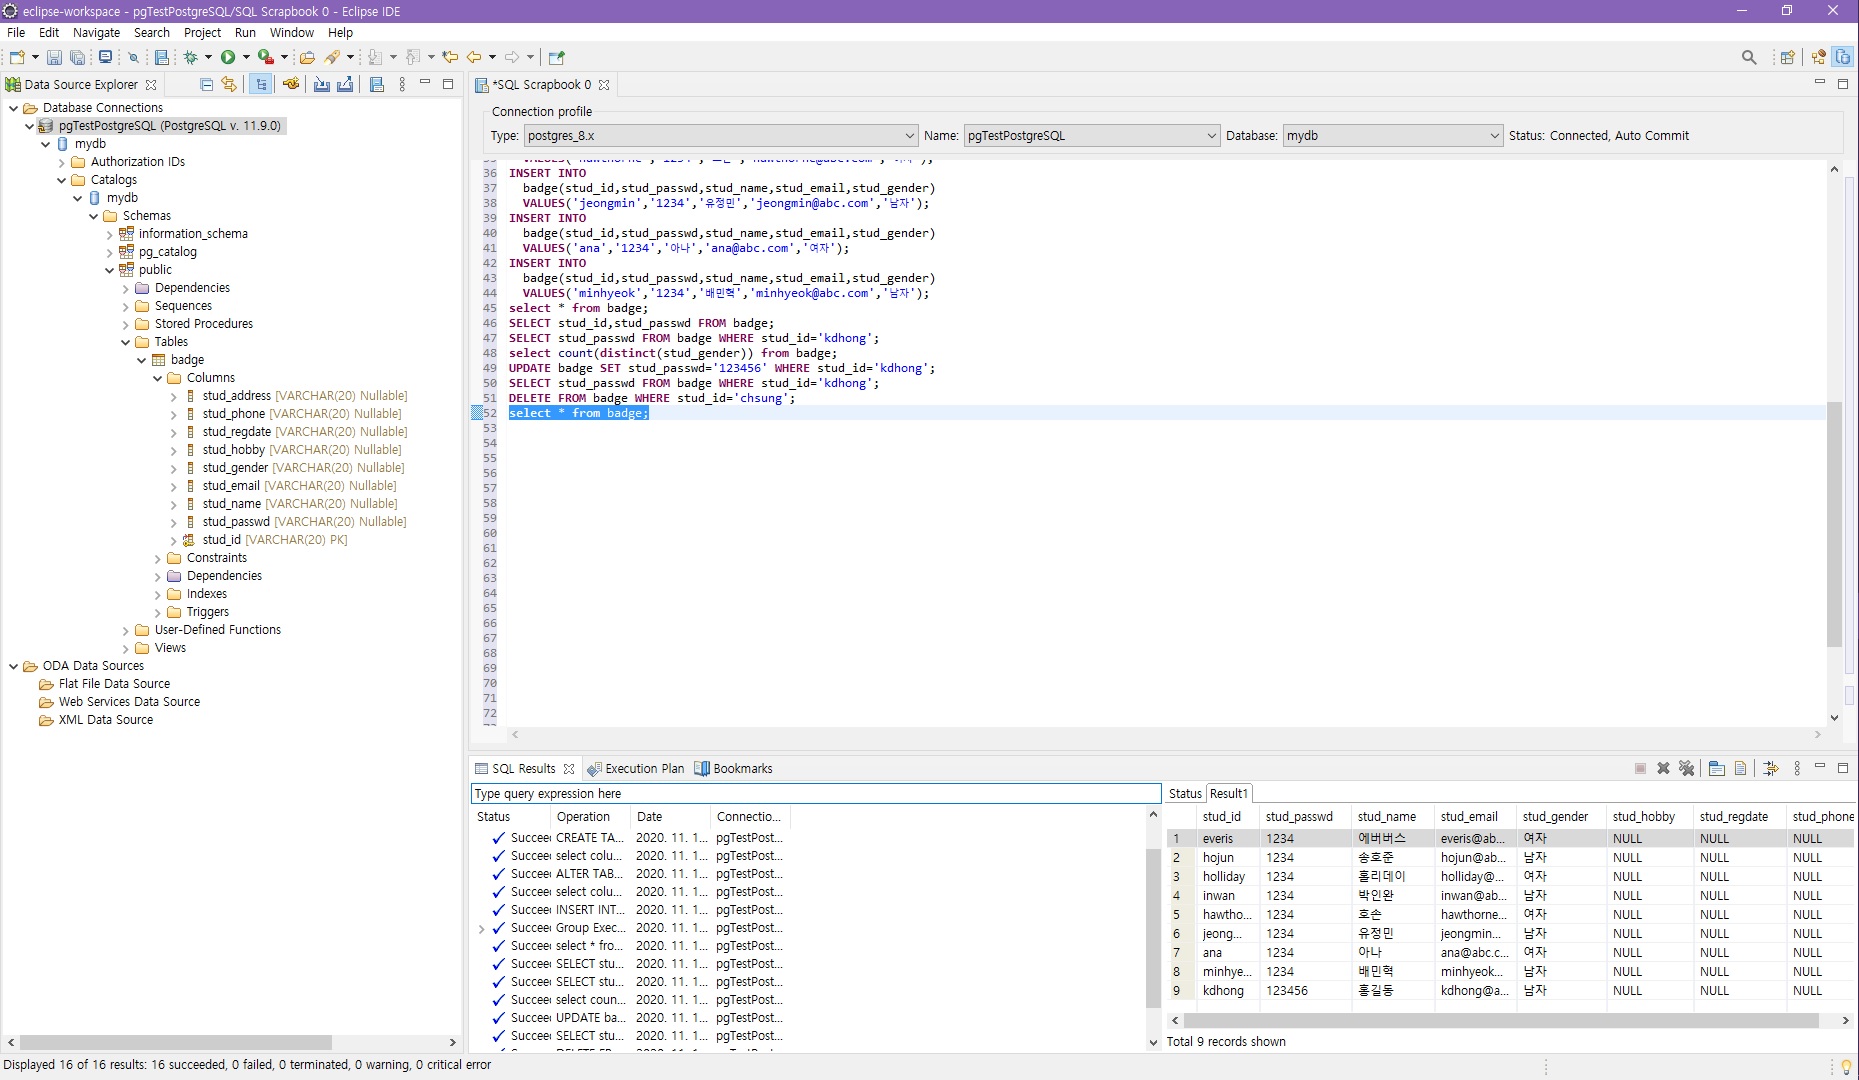 eclipse-workspace - pgTestPostgreSQL/SQL Scrapbook 0 - Eclipse IDE
File Edit Navigate Search Project Run Window Help
Data Source Explorer
Database Connections
pgTestPostgreSQL (PostgreSQL v. 11.9.0)
mydb
Authorization IDs
Catalogs
mydb
Schemas
information_schema
pg_catalog
public
Dependencies
Sequences
Stored Procedures
Tables
badge
Columns
stud_address [VARCHAR(20) Nullable]
stud_phone [VARCHAR(20) Nullable]
stud_regdate [VARCHAR(20) Nullable]
stud_hobby [VARCHAR(20) Nullable]
stud_gender [VARCHAR(20) Nullable]
stud_email [VARCHAR(20) Nullable]
stud_name [VARCHAR(20) Nullable]
stud_passwd [VARCHAR(20) Nullable]
stud_id [VARCHAR(20) PK]
Constraints
Dependencies
Indexes
Triggers
User-Defined Functions
Views
ODA Data Sources
Flat File Data Source
Web Services Data Source
XML Data Source
*SQL Scrapbook 0
Connection profile
Type: postgres_8.x Name: pgTestPostgreSQL Database: mydb Status: Connected, Auto Commit
36 INSERT INTO
37 badge(stud_id,stud_passwd,stud_name,stud_email,stud_gender)
38 VALUES('jeongmin','1234','유정민','jeongmin@abc.com','남자');
39 INSERT INTO
40 badge(stud_id,stud_passwd,stud_name,stud_email,stud_gender)
41 VALUES('ana','1234','아나','ana@abc.com','여자');
42 INSERT INTO
43 badge(stud_id,stud_passwd,stud_name,stud_email,stud_gender)
44 VALUES('minhyeok','1234','배민혁','minhyeok@abc.com','남자');
45 select * from badge;
46 SELECT stud_id,stud_passwd FROM badge;
47 SELECT stud_passwd FROM badge WHERE stud_id='kdhong';
48 select count(distinct(stud_gender)) from badge;
49 UPDATE badge SET stud_passwd='123456' WHERE stud_id='kdhong';
50 SELECT stud_passwd FROM badge WHERE stud_id='kdhong';
51 DELETE FROM badge WHERE stud_id='chsung';
52 select * from badge;
53
54
55
56
57
58
59
60
61
62
63
64
65
66
67
68
69
70
71
72
SQL Results Execution Plan Bookmarks
Type query expression here
Status Operation Date Connectio...
Succee CREATE TA... 2020. 11. 1... pgTestPost...
Succee select colu... 2020. 11. 1... pgTestPost...
Succee ALTER TAB... 2020. 11. 1... pgTestPost...
Succee select colu... 2020. 11. 1... pgTestPost...
Succee INSERT INT... 2020. 11. 1... pgTestPost...
Succee Group Exec... 2020. 11. 1... pgTestPost...
Succee select * fro... 2020. 11. 1... pgTestPost...
Succee SELECT stu... 2020. 11. 1... pgTestPost...
Succee SELECT stu... 2020. 11. 1... pgTestPost...
Succee select coun... 2020. 11. 1... pgTestPost...
Succee UPDATE ba... 2020. 11. 1... pgTestPost...
Succee SELECT stu... 2020. 11. 1... pgTestPost...
Status Result1
stud_id stud_passwd stud_name stud_email stud_gender stud_hobby stud_regdate stud_phone
1 everis 1234 에버버스 everis@ab... 여자 NULL NULL NULL
2 hojun 1234 송호준 hojun@ab... 남자 NULL NULL NULL
3 holliday 1234 홀리데이 holliday@... 여자 NULL NULL NULL
4 inwan 1234 박인완 inwan@ab... 남자 NULL NULL NULL
5 hawtho... 1234 호손 hawthorne... 여자 NULL NULL NULL
6 jeong... 1234 유정민 jeongmin... 남자 NULL NULL NULL
7 ana 1234 아나 ana@abc.c... 여자 NULL NULL NULL
8 minhye... 1234 배민혁 minhyeok... 남자 NULL NULL NULL
9 kdhong 123456 홍길동 kdhong@a... 남자 NULL NULL NULL
Total 9 records shown
Displayed 16 of 16 results: 16 succeeded, 0 failed, 0 terminated, 0 warning, 0 critical error